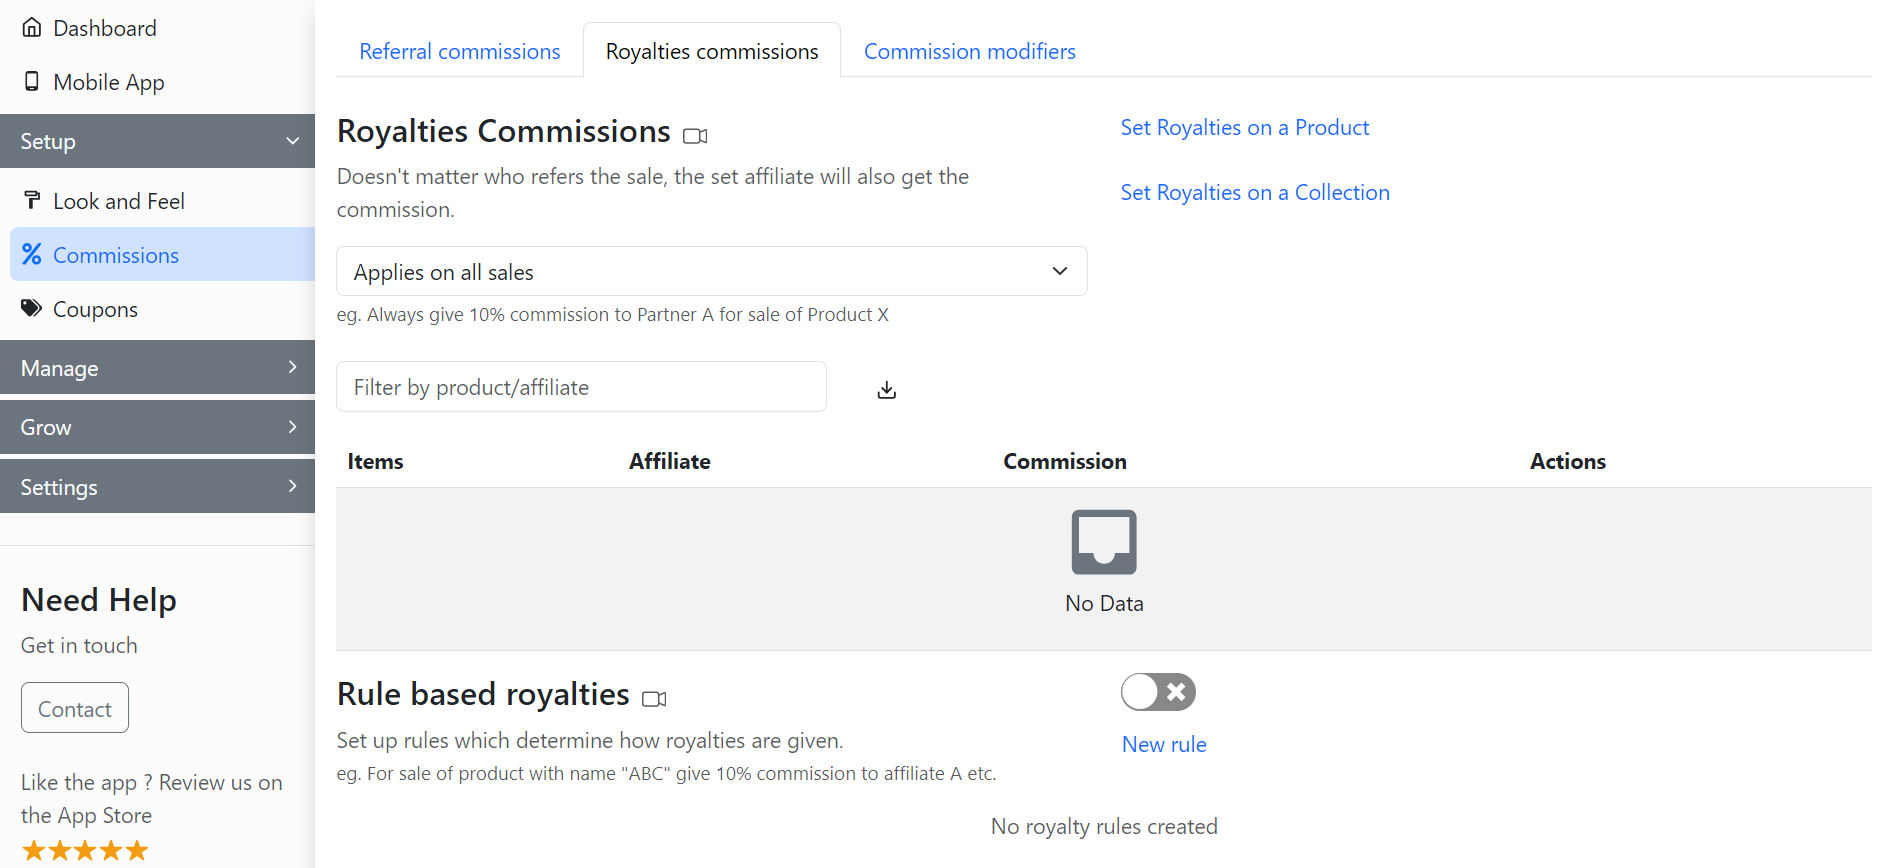 Dashboard
Mobile App
Setup
Look and Feel
Commissions
Coupons
Manage
Grow
Settings
Need Help
Get in touch
Contact
Like the app ? Review us on
the App Store
Referral commissions
Royalties commissions
Commission modifiers
Royalties Commissions
Doesn't matter who refers the sale, the set affiliate will also get the
commission.
Set Royalties on a Product
Set Royalties on a Collection
Applies on all sales
eg. Always give 10% commission to Partner A for sale of Product X
Filter by product/affiliate
Items Affiliate Commission Actions
No Data
Rule based royalties
Set up rules which determine how royalties are given.
eg. For sale of product with name "ABC" give 10% commission to affiliate A etc.
New rule
No royalty rules created